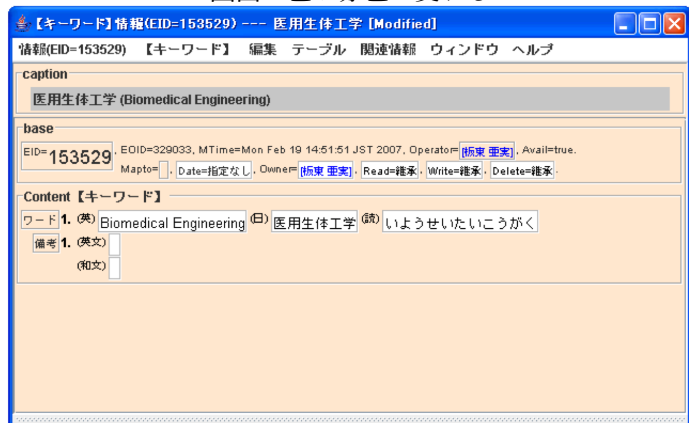 【キーワード】情報(EID=153529) --- 医用生体工学 [Modified]
情報(EID=153529) 【キーワード】 編集 テーブル 関連情報 ウィンドウ ヘルプ
caption
医用生体工学 (Biomedical Engineering)
base
EID=153529, EOID=329033, MTime=Mon Feb 19 14:51:51 JST 2007, Operator=[板東 亜実], Avail=true.
Mapto= , Date=指定なし, Owner=[板東 亜実], Read=継承, Write=継承, Delete=継承.
Content【キーワード】
ワード 1. (英) Biomedical Engineering (日) 医用生体工学 (読) いようせいたいこうがく
備考 1. (英文)
(和文)